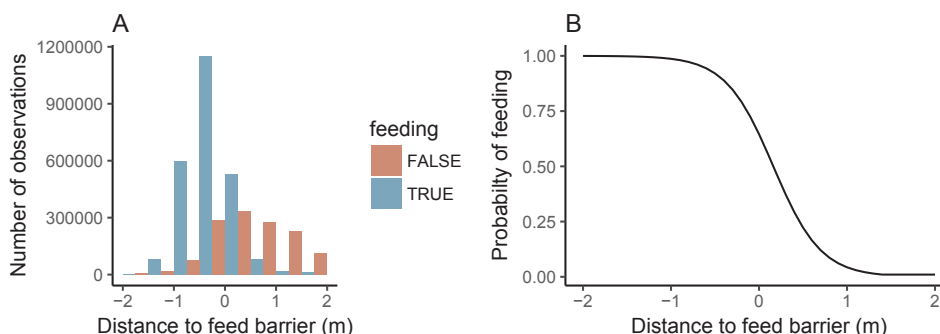 A
Number of observations
1200000
900000
600000
300000
0
−2 −1 0 1 2
Distance to feed barrier (m)
feeding
FALSE
TRUE
B
Probabilty of feeding
1.00
0.75
0.50
0.25
0.00
−2 −1 0 1 2
Distance to feed barrier (m)